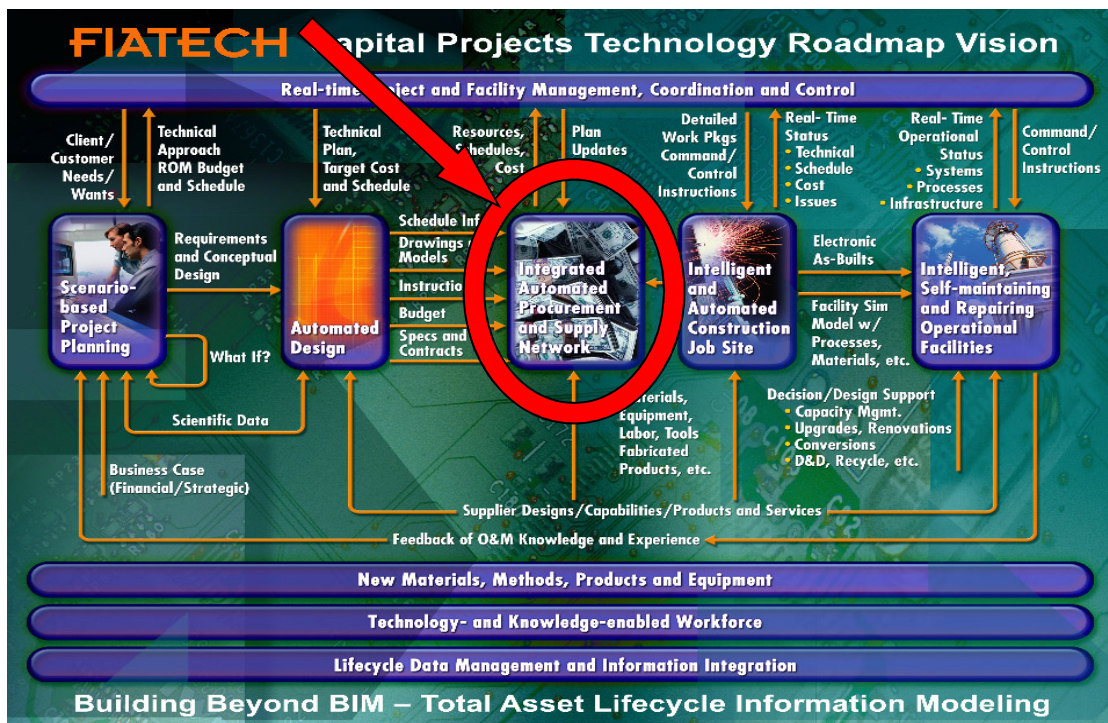 FIATECH Capital Projects Technology Roadmap Vision
Real-time Project and Facility Management, Coordination and Control
Client/
Customer
Needs/
Wants
Technical
Approach
ROM Budget
and Schedule
Technical
Plan,
Target Cost
and Schedule
Resources,
Schedules,
Cost
Plan
Updates
Detailed
Work Pkgs
Command/
Control
Instructions
Real- Time
Status
• Technical
• Schedule
• Cost
• Issues
Real- Time
Operational
Status
• Systems
• Processes
• Infrastructure
Command/
Control
Instructions
Scenario-
based
Project
Planning
Requirements
and Conceptual
Design
What If?
Automated
Design
Schedule
Drawings
Models
Budget
Specs and
Contracts
Integrated
Automated
Procurement
and Supply
Network
Intelligent
and
Automated
Construction
Job Site
Electronic
As-Builts
Facility Sim
Model w/
Processes,
Materials, etc.
Intelligent,
Self-maintaining
and Repairing
Operational
Facilities
Scientific Data
Materials,
Equipment,
Labor, Tools
Fabricated
Products, etc.
Decision/Design Support
• Capacity Mgmt.
• Upgrades, Renovations
• Conversions
• D&D, Recycle, etc.
Business Case
(Financial/Strategic)
Supplier Designs/Capabilities/Products and Services
Feedback of O&M Knowledge and Experience
New Materials, Methods, Products and Equipment
Technology- and Knowledge-enabled Workforce
Lifecycle Data Management and Information Integration
Building Beyond BIM – Total Asset Lifecycle Information Modeling